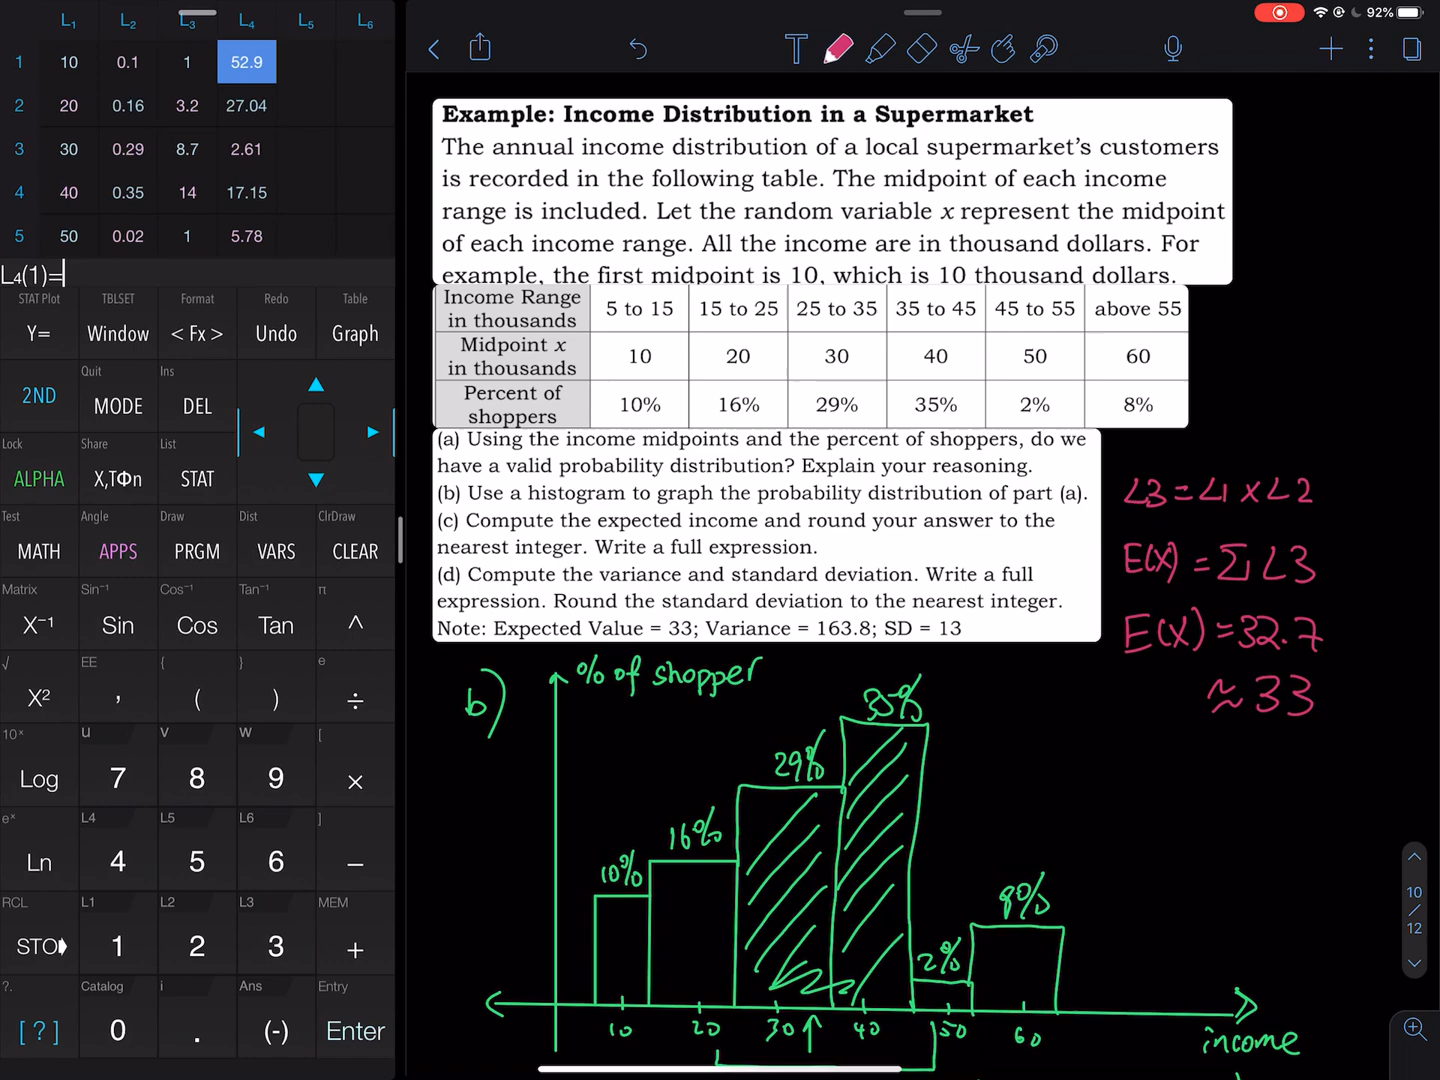 92%
L1 L2 L3 L4 L5 L6
1 10 0.1 1 52.9
2 20 0.16 3.2 27.04
3 30 0.29 8.7 2.61
4 40 0.35 14 17.15
5 50 0.02 1 5.78
L4(1)=
STAT Plot TBLSET Format Redo Table
Y= Window < Fx > Undo Graph
Quit Ins
2ND MODE DEL
Lock Share List
ALPHA X,TΦn STAT
Test Angle Draw Dist ClrDraw
MATH APPS PRGM VARS CLEAR
Matrix Sin⁻¹ Cos⁻¹ Tan⁻¹ π
X⁻¹ Sin Cos Tan ^
√ EE { } e
X² , ( ) ÷
10ˣ u v w [
Log 7 8 9 ×
eˣ L4 L5 L6 ]
Ln 4 5 6 −
RCL L1 L2 L3 MEM
STO 1 2 3 +
?. Catalog i Ans Entry
[ ? ] 0 . (-) Enter
Example: Income Distribution in a Supermarket
The annual income distribution of a local supermarket's customers
is recorded in the following table. The midpoint of each income
range is included. Let the random variable x represent the midpoint
of each income range. All the income are in thousand dollars. For
example, the first midpoint is 10, which is 10 thousand dollars.
Income Range in thousands 5 to 15 15 to 25 25 to 35 35 to 45 45 to 55 above 55
Midpoint x in thousands 10 20 30 40 50 60
Percent of shoppers 10% 16% 29% 35% 2% 8%
(a) Using the income midpoints and the percent of shoppers, do we
have a valid probability distribution? Explain your reasoning.
(b) Use a histogram to graph the probability distribution of part (a).
(c) Compute the expected income and round your answer to the
nearest integer. Write a full expression.
(d) Compute the variance and standard deviation. Write a full
expression. Round the standard deviation to the nearest integer.
Note: Expected Value = 33; Variance = 163.8; SD = 13
L3 = L1 × L2
E(X) = Σ L3
E(X) = 32.7
≈ 33
b) % of shopper
10% 16% 29% 35% 2% 8%
10 20 30 40 50 60
income
10
/
12